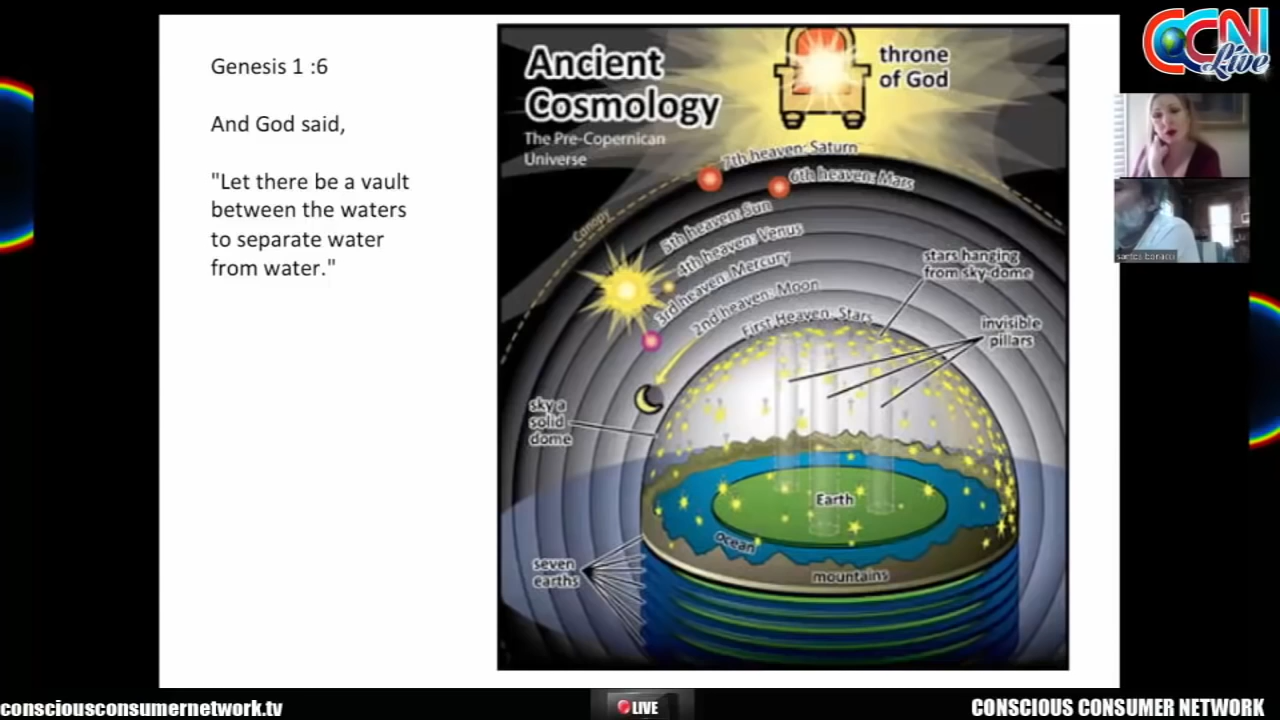 Genesis 1 :6
And God said,
"Let there be a vault
between the waters
to separate water
from water."
Ancient
Cosmology
The Pre-Copernican
Universe
throne
of God
7th heaven: Saturn
6th heaven: Mars
Canopy
5th heaven: Sun
4th heaven: Venus
3rd heaven: Mercury
2nd heaven: Moon
First Heaven: Stars
stars hanging
from sky-dome
invisible
pillars
sky a
solid
dome
Earth
ocean
mountains
seven
earths
CCN
Live
consciousconsumernetwork.tv
LIVE
CONSCIOUS CONSUMER NETWORK